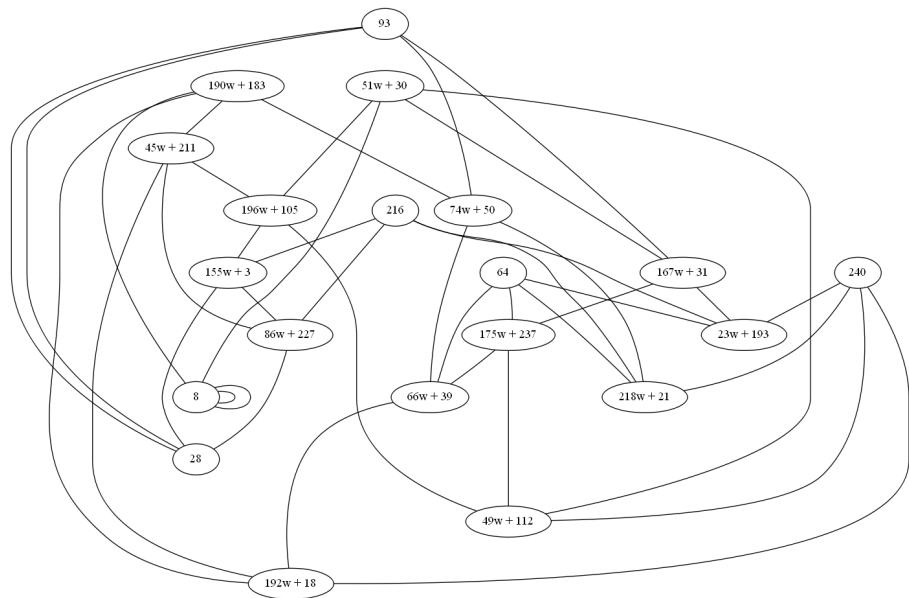 93
190w + 183
51w + 30
45w + 211
196w + 105
216
74w + 50
155w + 3
64
167w + 31
240
86w + 227
175w + 237
23w + 193
8
66w + 39
218w + 21
28
49w + 112
192w + 18